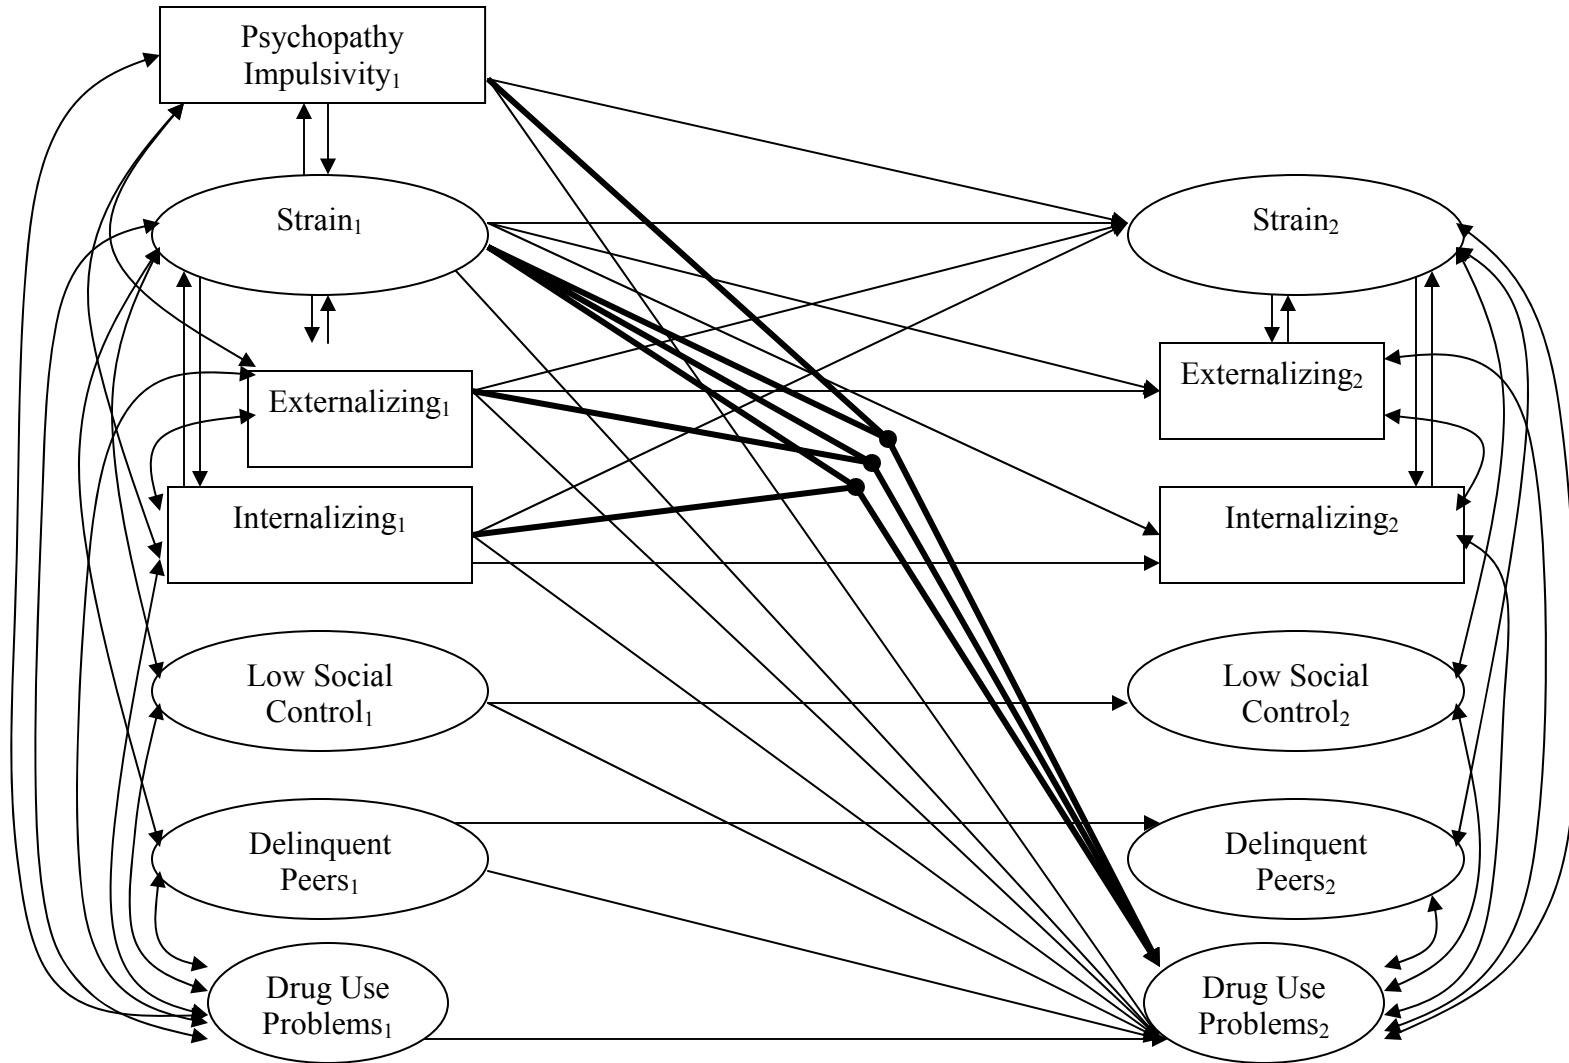 Psychopathy
Impulsivity₁
Strain₁
Strain₂
Externalizing₁
Externalizing₂
Internalizing₁
Internalizing₂
Low Social
Control₁
Low Social
Control₂
Delinquent
Peers₁
Delinquent
Peers₂
Drug Use
Problems₁
Drug Use
Problems₂